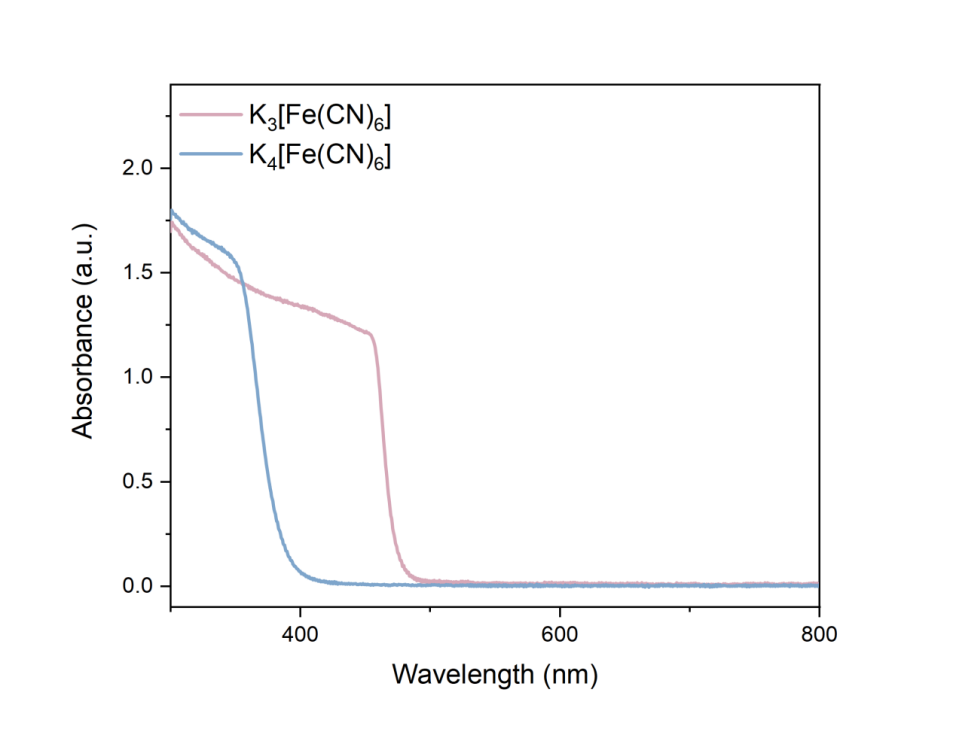 K₃[Fe(CN)₆]
K₄[Fe(CN)₆]
2.0
1.5
1.0
0.5
0.0
400 600 800
Absorbance (a.u.)
Wavelength (nm)